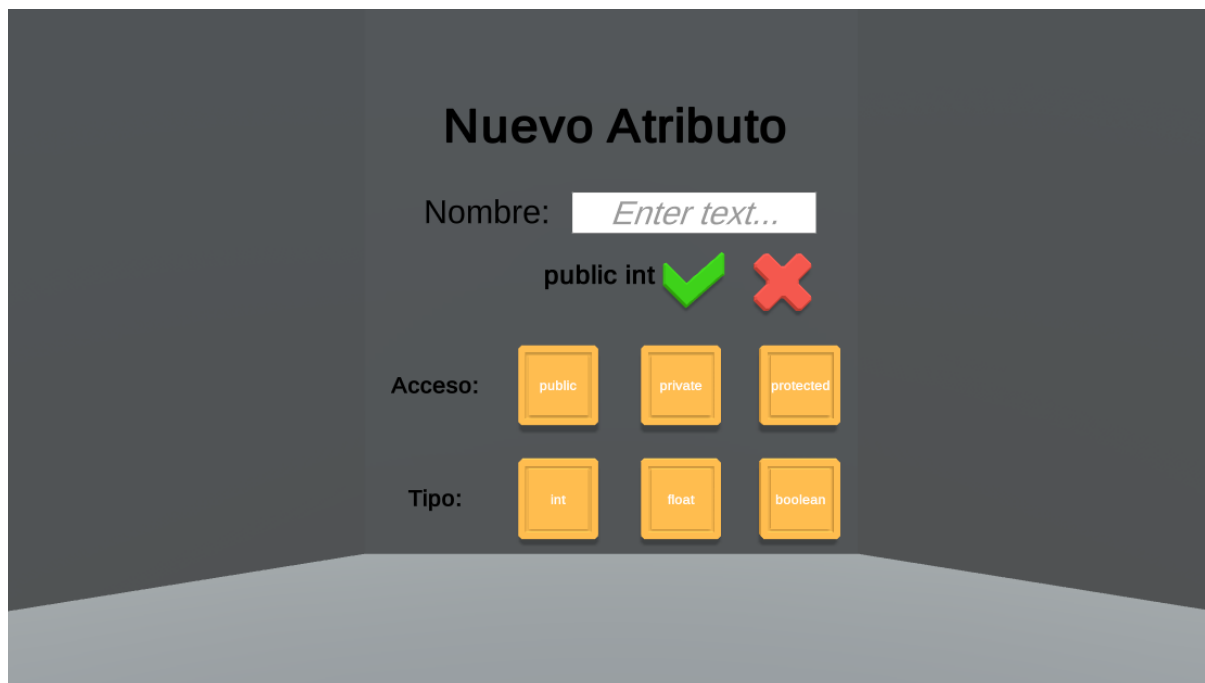 Nuevo Atributo
Nombre: Enter text...
public int
Acceso: public private protected
Tipo: int float boolean